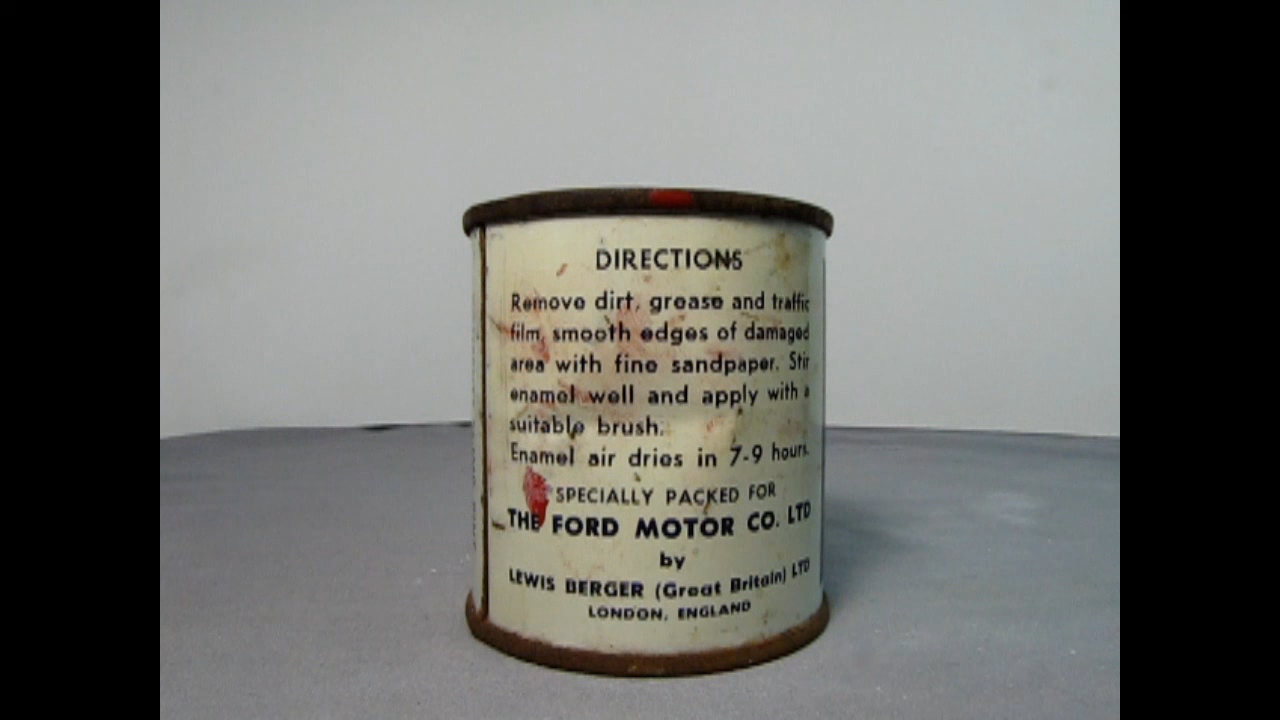 DIRECTIONS
Remove dirt, grease and traffic
film, smooth edges of damaged
area with fine sandpaper. Stir
enamel well and apply with a
suitable brush.
Enamel air dries in 7-9 hours.
SPECIALLY PACKED FOR
THE FORD MOTOR CO. LTD
by
LEWIS BERGER (Great Britain) LTD
LONDON, ENGLAND